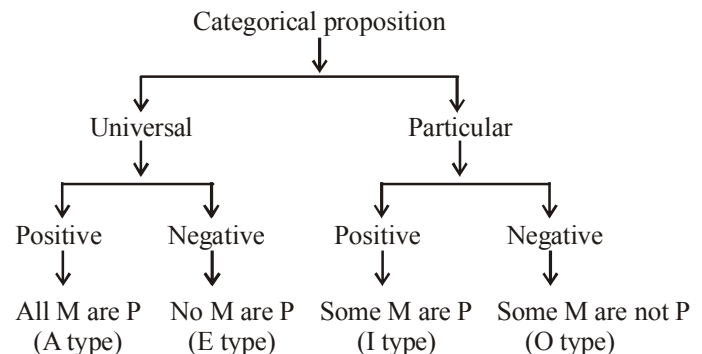 Categorical proposition
Universal Particular
Positive Negative Positive Negative
All M are P No M are P Some M are P Some M are not P
(A type) (E type) (I type) (O type)